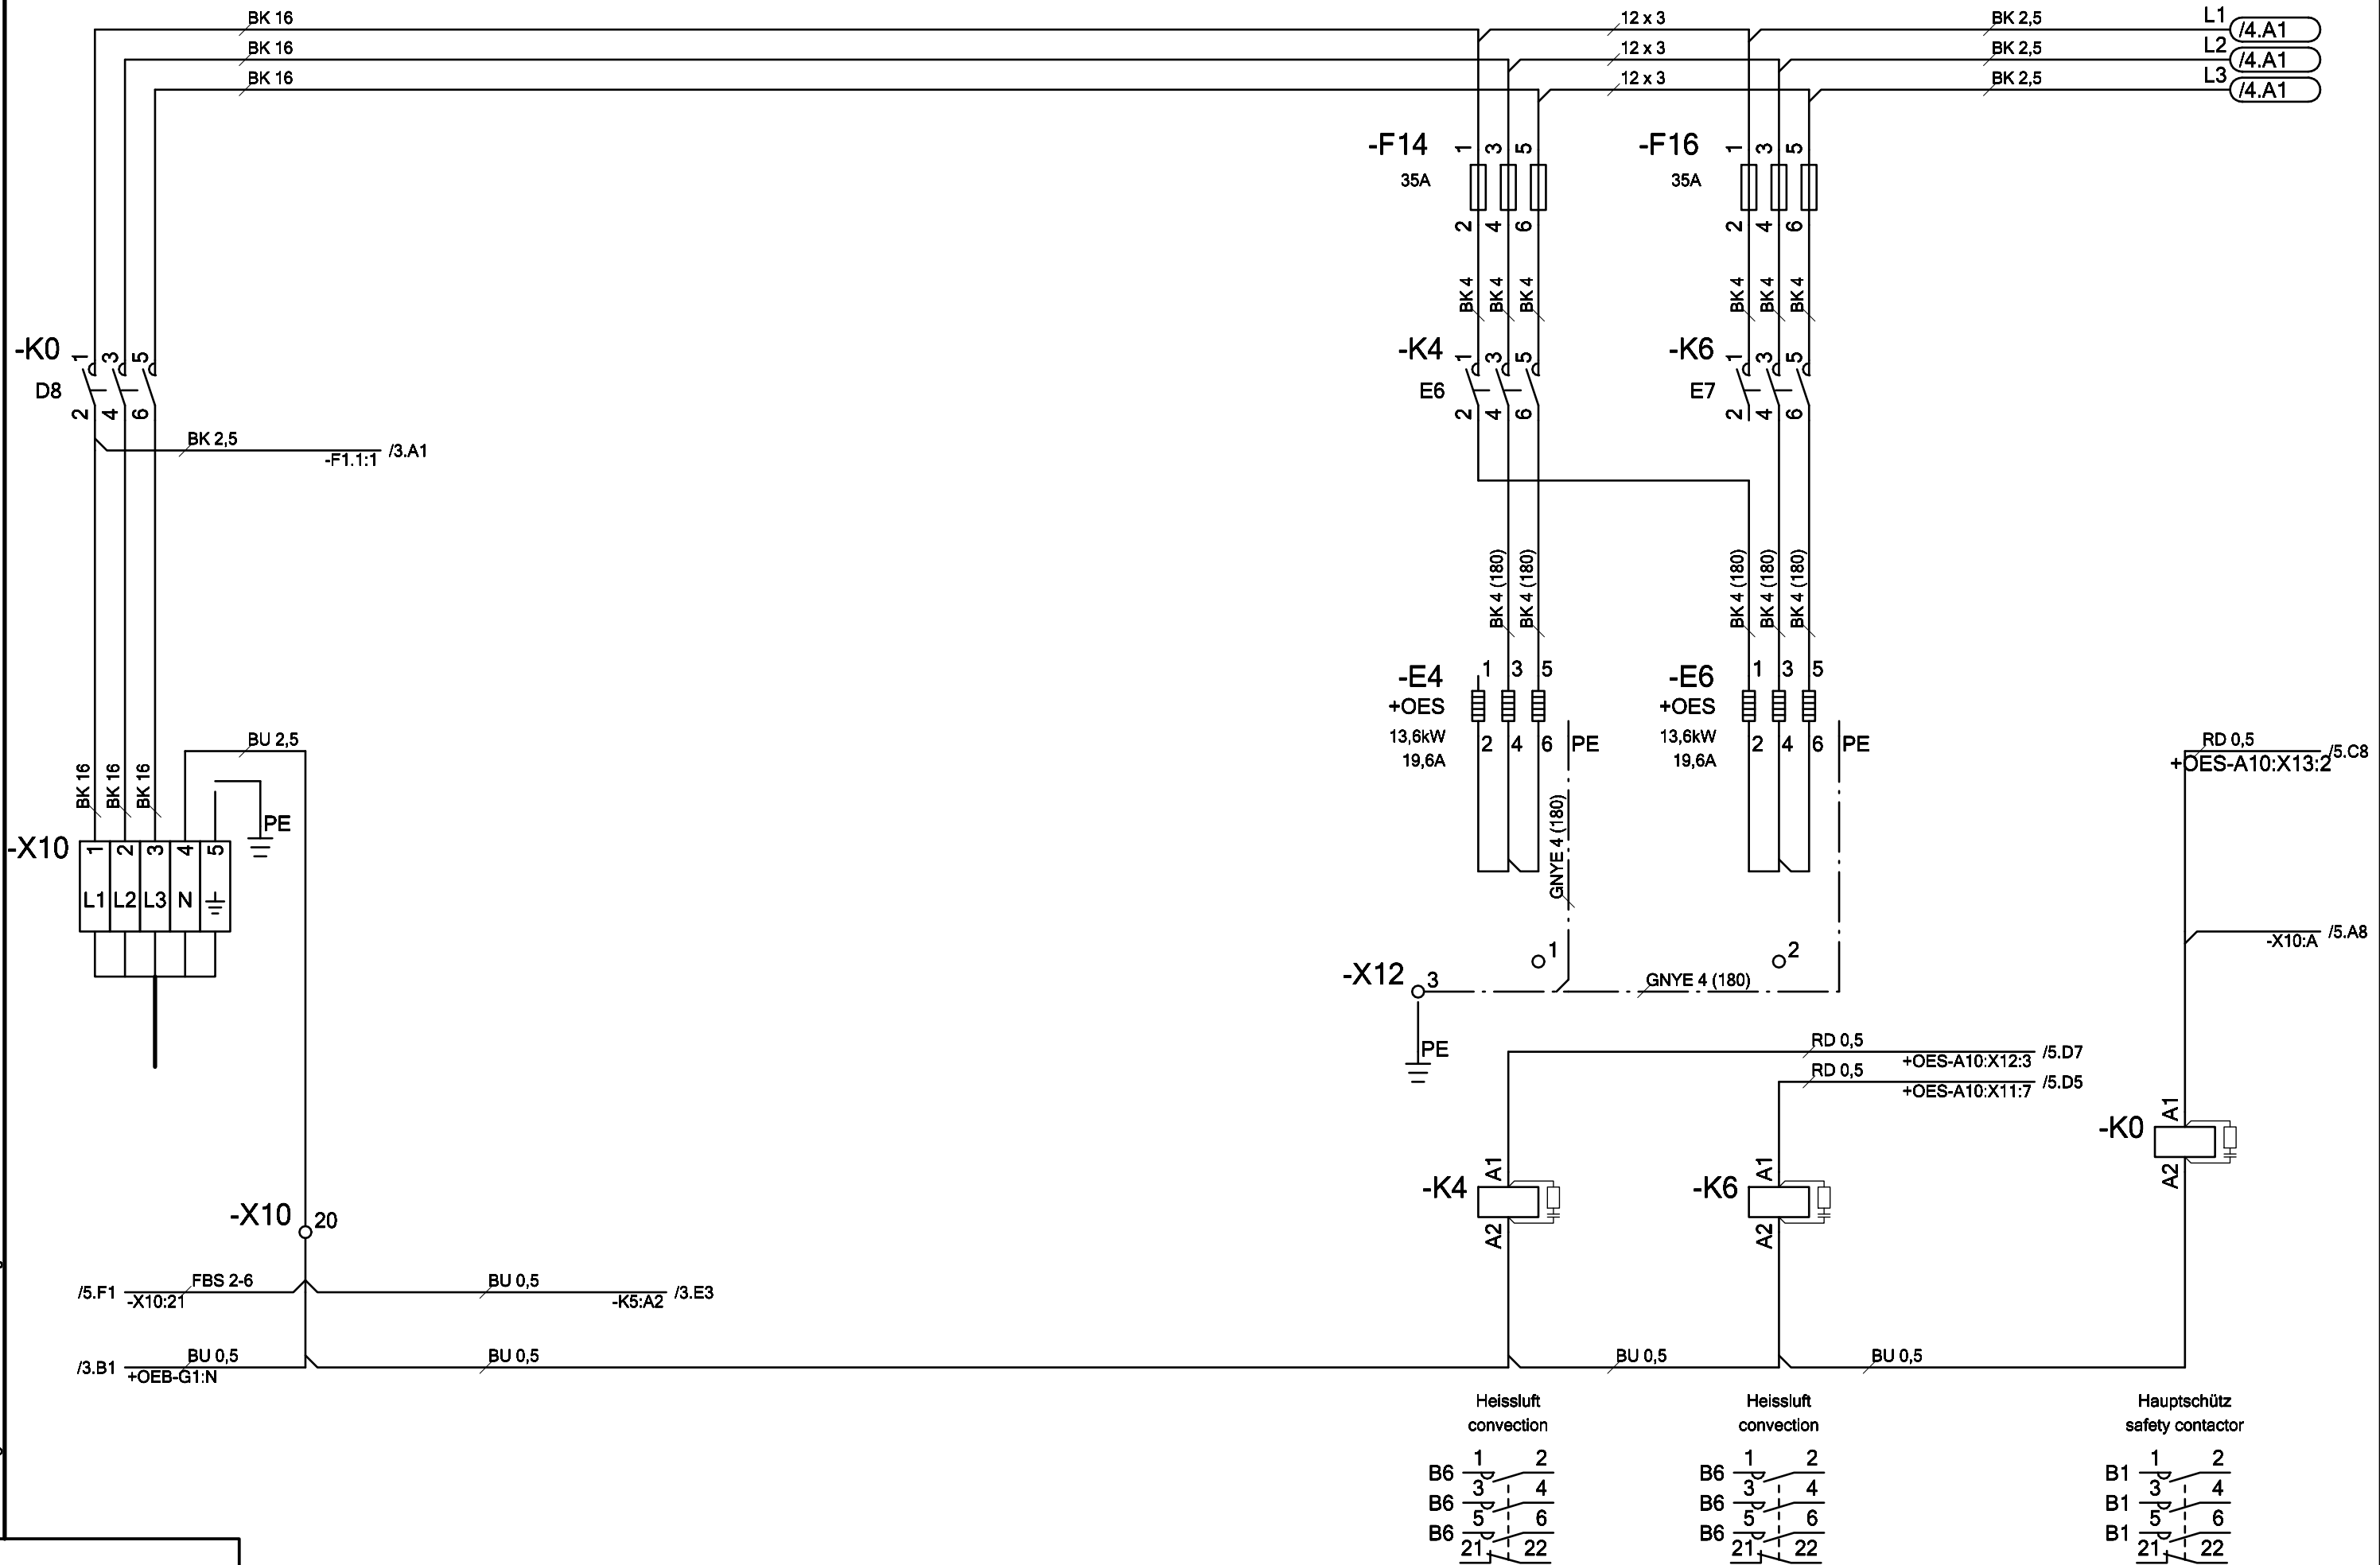 BK 16
12 x 3
BK 2,5
L1
/4.A1
BK 16
12 x 3
BK 2,5
L2
/4.A1
BK 16
12 x 3
BK 2,5
L3
/4.A1
-F14
1 3 5
-F16
1 3 5
35A
35A
2 4 6
2 4 6
BK 4 BK 4 BK 4
BK 4 BK 4 BK 4
-K0
1 3 5
-K4
1 3 5
-K6
1 3 5
D8
E6
E7
2 4 6
2 4 6
2 4 6
BK 2,5
-F1.1:1
/3.A1
BK 4 (180) BK 4 (180)
BK 4 (180) BK 4 (180) BK 4 (180)
-E4
1 3 5
-E6
1 3 5
+OES
+OES
13,6kW
2 4 6 PE
13,6kW
2 4 6 PE
19,6A
19,6A
BU 2,5
RD 0,5
/5.C8
+OES-A10:X13:2
BK 16 BK 16 BK 16
PE
GNYE 4 (180)
-X10
1 2 3 4 5
L1 L2 L3 N
/5.A8
-X10:A
1
2
-X12
3
GNYE 4 (180)
PE
RD 0,5
/5.D7
+OES-A10:X12:3
RD 0,5
/5.D5
+OES-A10:X11:7
-K0
A1
A2
-K4
A1
A2
-K6
A1
A2
-X10
20
/5.F1
FBS 2-6
-X10:21
BU 0,5
-K5:A2
/3.E3
/3.B1
BU 0,5
+OEB-G1:N
BU 0,5
BU 0,5
BU 0,5
Heissluft
convection
Heissluft
convection
Hauptschütz
safety contactor
B6 1 2
B6 3 4
B6 5 6
21 22
B6 1 2
B6 3 4
B6 5 6
21 22
B1 1 2
B1 3 4
B1 5 6
21 22